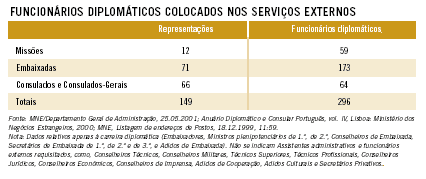 FUNCIONÁRIOS DIPLOMÁTICOS COLOCADOS NOS SERVIÇOS EXTERNOS
Representações Funcionários diplomáticos
Missões 12 59
Embaixadas 71 173
Consulados e Consulados-Gerais 66 64
Totais 149 296
Fonte: MNE/Departamento Geral de Administração, 25.05.2001; Anuário Diplomático e Consular Português, vol. IV, Lisboa: Ministério dos
Negócios Estrangeiros, 2000; MNE, Listagem de endereços de Postos, 18.12.1999, 11:59.
Nota: Dados relativos apenas à carreira diplomática (Embaixadores, Ministros plenipotenciários de 1.ª, de 2.ª, Conselheiros de Embaixada,
Secretários de Embaixada de 1.ª, de 2.ª e de 3.ª, e Adidos de Embaixada). Não se indicam Assistentes administrativos e funcionários
externos requisitados, como, Conselheiros Técnicos, Conselheiros Militares, Técnicos Superiores, Técnicos Profissionais, Conselheiros
Jurídicos, Conselheiros Económicos, Conselheiros de Imprensa, Adidos de Cooperação, Adidos Culturais e Secretários Privativos.